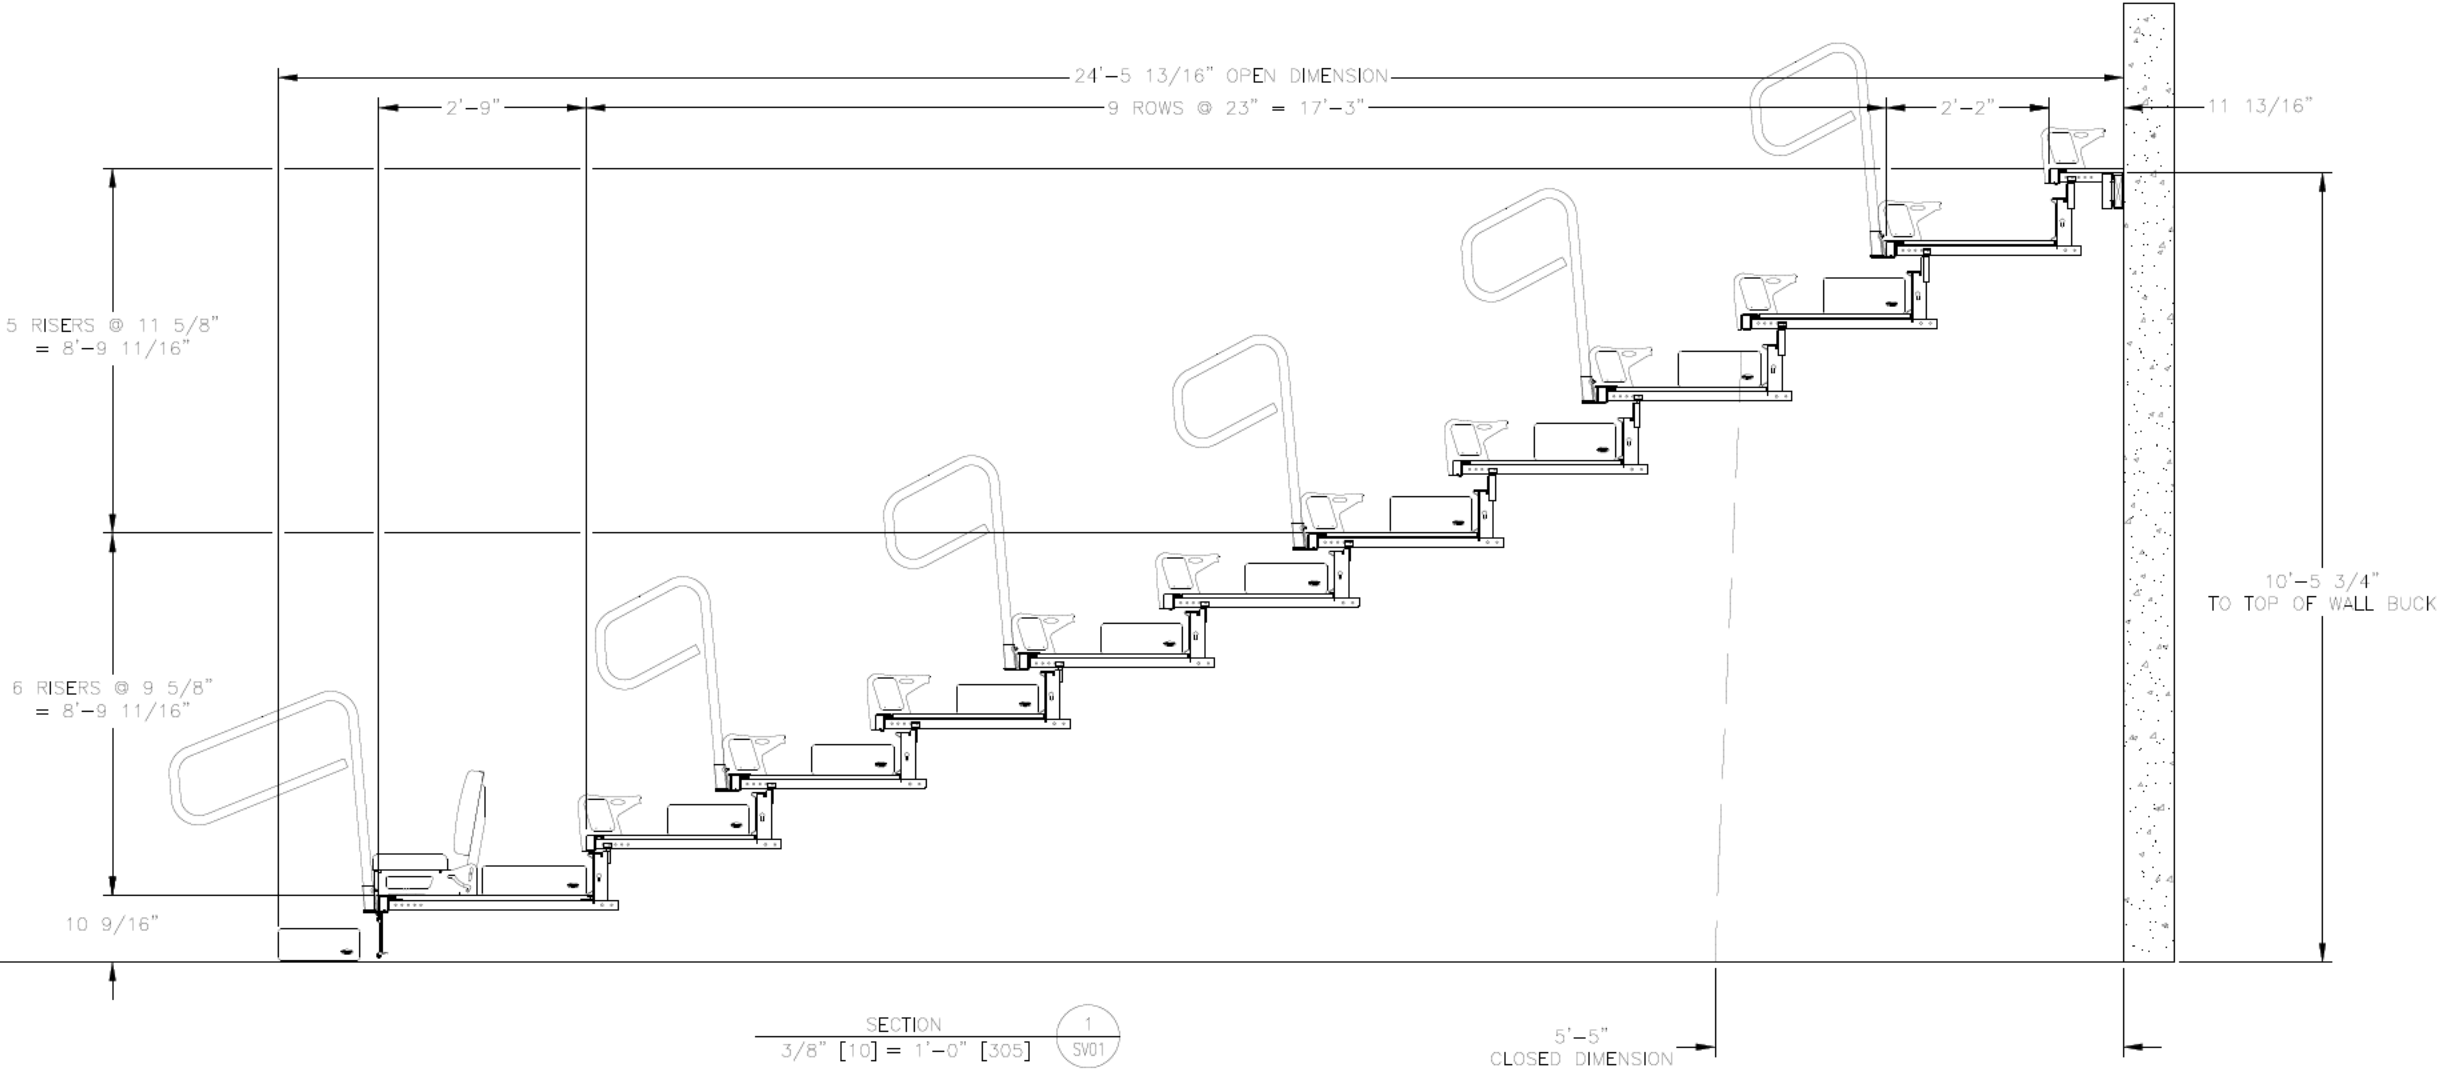 24'-5 13/16" OPEN DIMENSION
2'-9"
9 ROWS @ 23" = 17'-3"
2'-2"
11 13/16"
5 RISERS @ 11 5/8"
= 8'-9 11/16"
10'-5 3/4"
TO TOP OF WALL BUCK
6 RISERS @ 9 5/8"
= 8'-9 11/16"
10 9/16"
SECTION
3/8" [10] = 1'-0" [305]
1
SV01
5'-5"
CLOSED DIMENSION